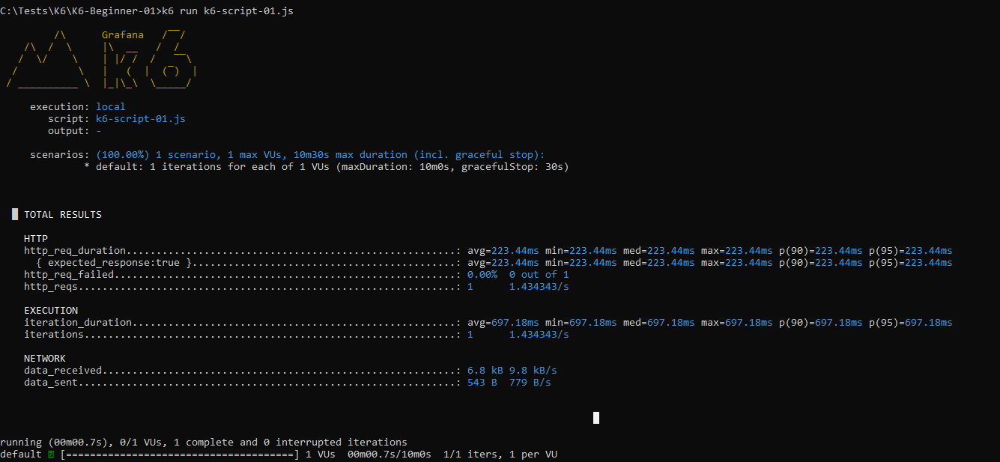 C:\Tests\K6\K6-Beginner-01>k6 run k6-script-01.js
         /\      Grafana   /‾‾/
    /\  /  \     |\  __   /  /
   /  \/    \    | |/ /  /   ‾‾\
  /          \   |   (  |  (‾)  |
 / __________ \  |_|\_\  \_____/
     execution: local
        script: k6-script-01.js
        output: -
     scenarios: (100.00%) 1 scenario, 1 max VUs, 10m30s max duration (incl. graceful stop):
              * default: 1 iterations for each of 1 VUs (maxDuration: 10m0s, gracefulStop: 30s)
  █ TOTAL RESULTS
    HTTP
    http_req_duration.......................................................: avg=223.44ms min=223.44ms med=223.44ms max=223.44ms p(90)=223.44ms p(95)=223.44ms
      { expected_response:true }............................................: avg=223.44ms min=223.44ms med=223.44ms max=223.44ms p(90)=223.44ms p(95)=223.44ms
    http_req_failed.........................................................: 0.00%  0 out of 1
    http_reqs...............................................................: 1      1.434343/s
    EXECUTION
    iteration_duration......................................................: avg=697.18ms min=697.18ms med=697.18ms max=697.18ms p(90)=697.18ms p(95)=697.18ms
    iterations..............................................................: 1      1.434343/s
    NETWORK
    data_received...........................................................: 6.8 kB 9.8 kB/s
    data_sent...............................................................: 543 B  779 B/s
running (00m00.7s), 0/1 VUs, 1 complete and 0 interrupted iterations
default [======================================] 1 VUs  00m00.7s/10m0s  1/1 iters, 1 per VU